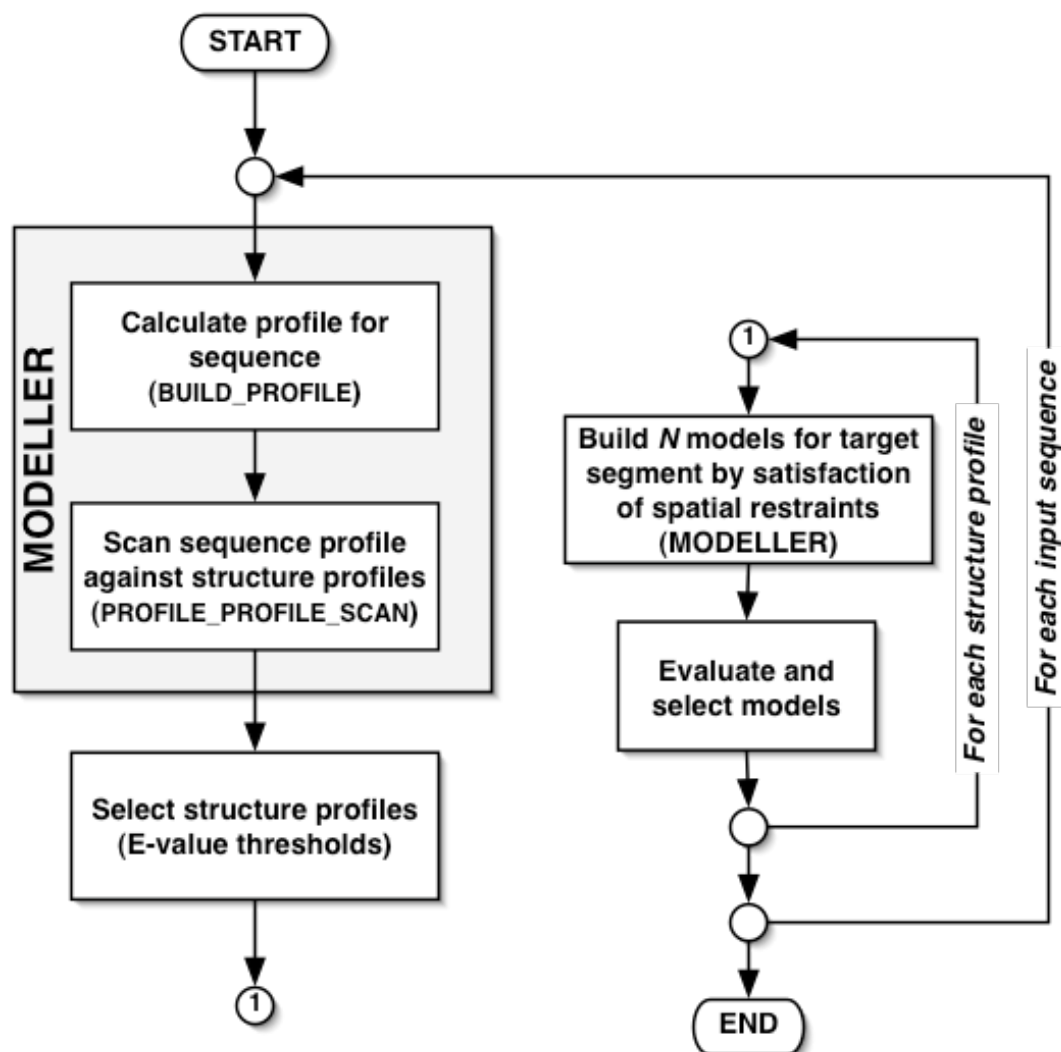 START
MODELLER
Calculate profile for
sequence
(BUILD_PROFILE)
Scan sequence profile
against structure profiles
(PROFILE_PROFILE_SCAN)
Select structure profiles
(E-value thresholds)
1
1
Build N models for target
segment by satisfaction
of spatial restraints
(MODELLER)
Evaluate and
select models
For each structure profile
For each input sequence
END